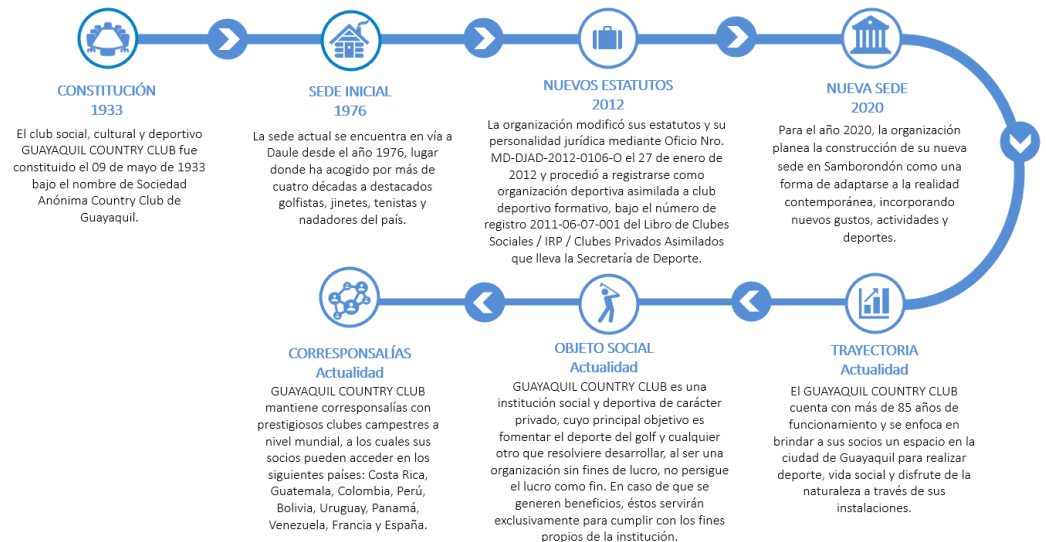 CONSTITUCIÓN
1933
El club social, cultural y deportivo
GUAYAQUIL COUNTRY CLUB fue
constituido el 09 de mayo de 1933
bajo el nombre de Sociedad
Anónima Country Club de
Guayaquil.
SEDE INICIAL
1976
La sede actual se encuentra en vía a
Daule desde el año 1976, lugar
donde ha acogido por más de
cuatro décadas a destacados
golfistas, jinetes, tenistas y
nadadores del país.
NUEVOS ESTATUTOS
2012
La organización modificó sus estatutos y su
personalidad jurídica mediante Oficio Nro.
MD-DJAD-2012-0106-O el 27 de enero de
2012 y procedió a registrarse como
organización deportiva asimilada a club
deportivo formativo, bajo el número de
registro 2011-06-07-001 del Libro de Clubes
Sociales / IRP / Clubes Privados Asimilados
que lleva la Secretaría de Deporte.
NUEVA SEDE
2020
Para el año 2020, la organización
planea la construcción de su nueva
sede en Samborondón como una
forma de adaptarse a la realidad
contemporánea, incorporando
nuevos gustos, actividades y
deportes.
TRAYECTORIA
Actualidad
El GUAYAQUIL COUNTRY CLUB
cuenta con más de 85 años de
funcionamiento y se enfoca en
brindar a sus socios un espacio en la
ciudad de Guayaquil para realizar
deporte, vida social y disfrute de la
naturaleza a través de sus
instalaciones.
OBJETO SOCIAL
Actualidad
GUAYAQUIL COUNTRY CLUB es una
institución social y deportiva de carácter
privado, cuyo principal objetivo es
fomentar el deporte del golf y cualquier
otro que resolviere desarrollar, al ser una
organización sin fines de lucro, no persigue
el lucro como fin. En caso de que se
generen beneficios, éstos servirán
exclusivamente para cumplir con los fines
propios de la institución.
CORRESPONSALÍAS
Actualidad
GUAYAQUIL COUNTRY CLUB
mantiene corresponsalías con
prestigiosos clubes campestres a
nivel mundial, a los cuales sus
socios pueden acceder en los
siguientes países: Costa Rica,
Guatemala, Colombia, Perú,
Bolivia, Uruguay, Panamá,
Venezuela, Francia y España.